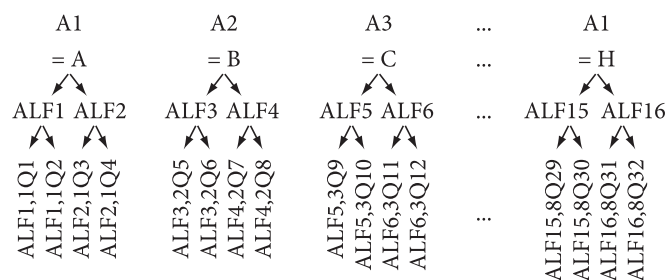 A1 A2 A3 ... A1
= A = B = C ... = H
ALF1 ALF2 ALF3 ALF4 ALF5 ALF6 ... ALF15 ALF16
ALF1,1Q1 ALF1,1Q2 ALF2,1Q3 ALF2,1Q4 ALF3,2Q5 ALF3,2Q6 ALF4,2Q7 ALF4,2Q8 ALF5,3Q9 ALF5,3Q10 ALF6,3Q11 ALF6,3Q12 ... ALF15,8Q29 ALF15,8Q30 ALF16,8Q31 ALF16,8Q32